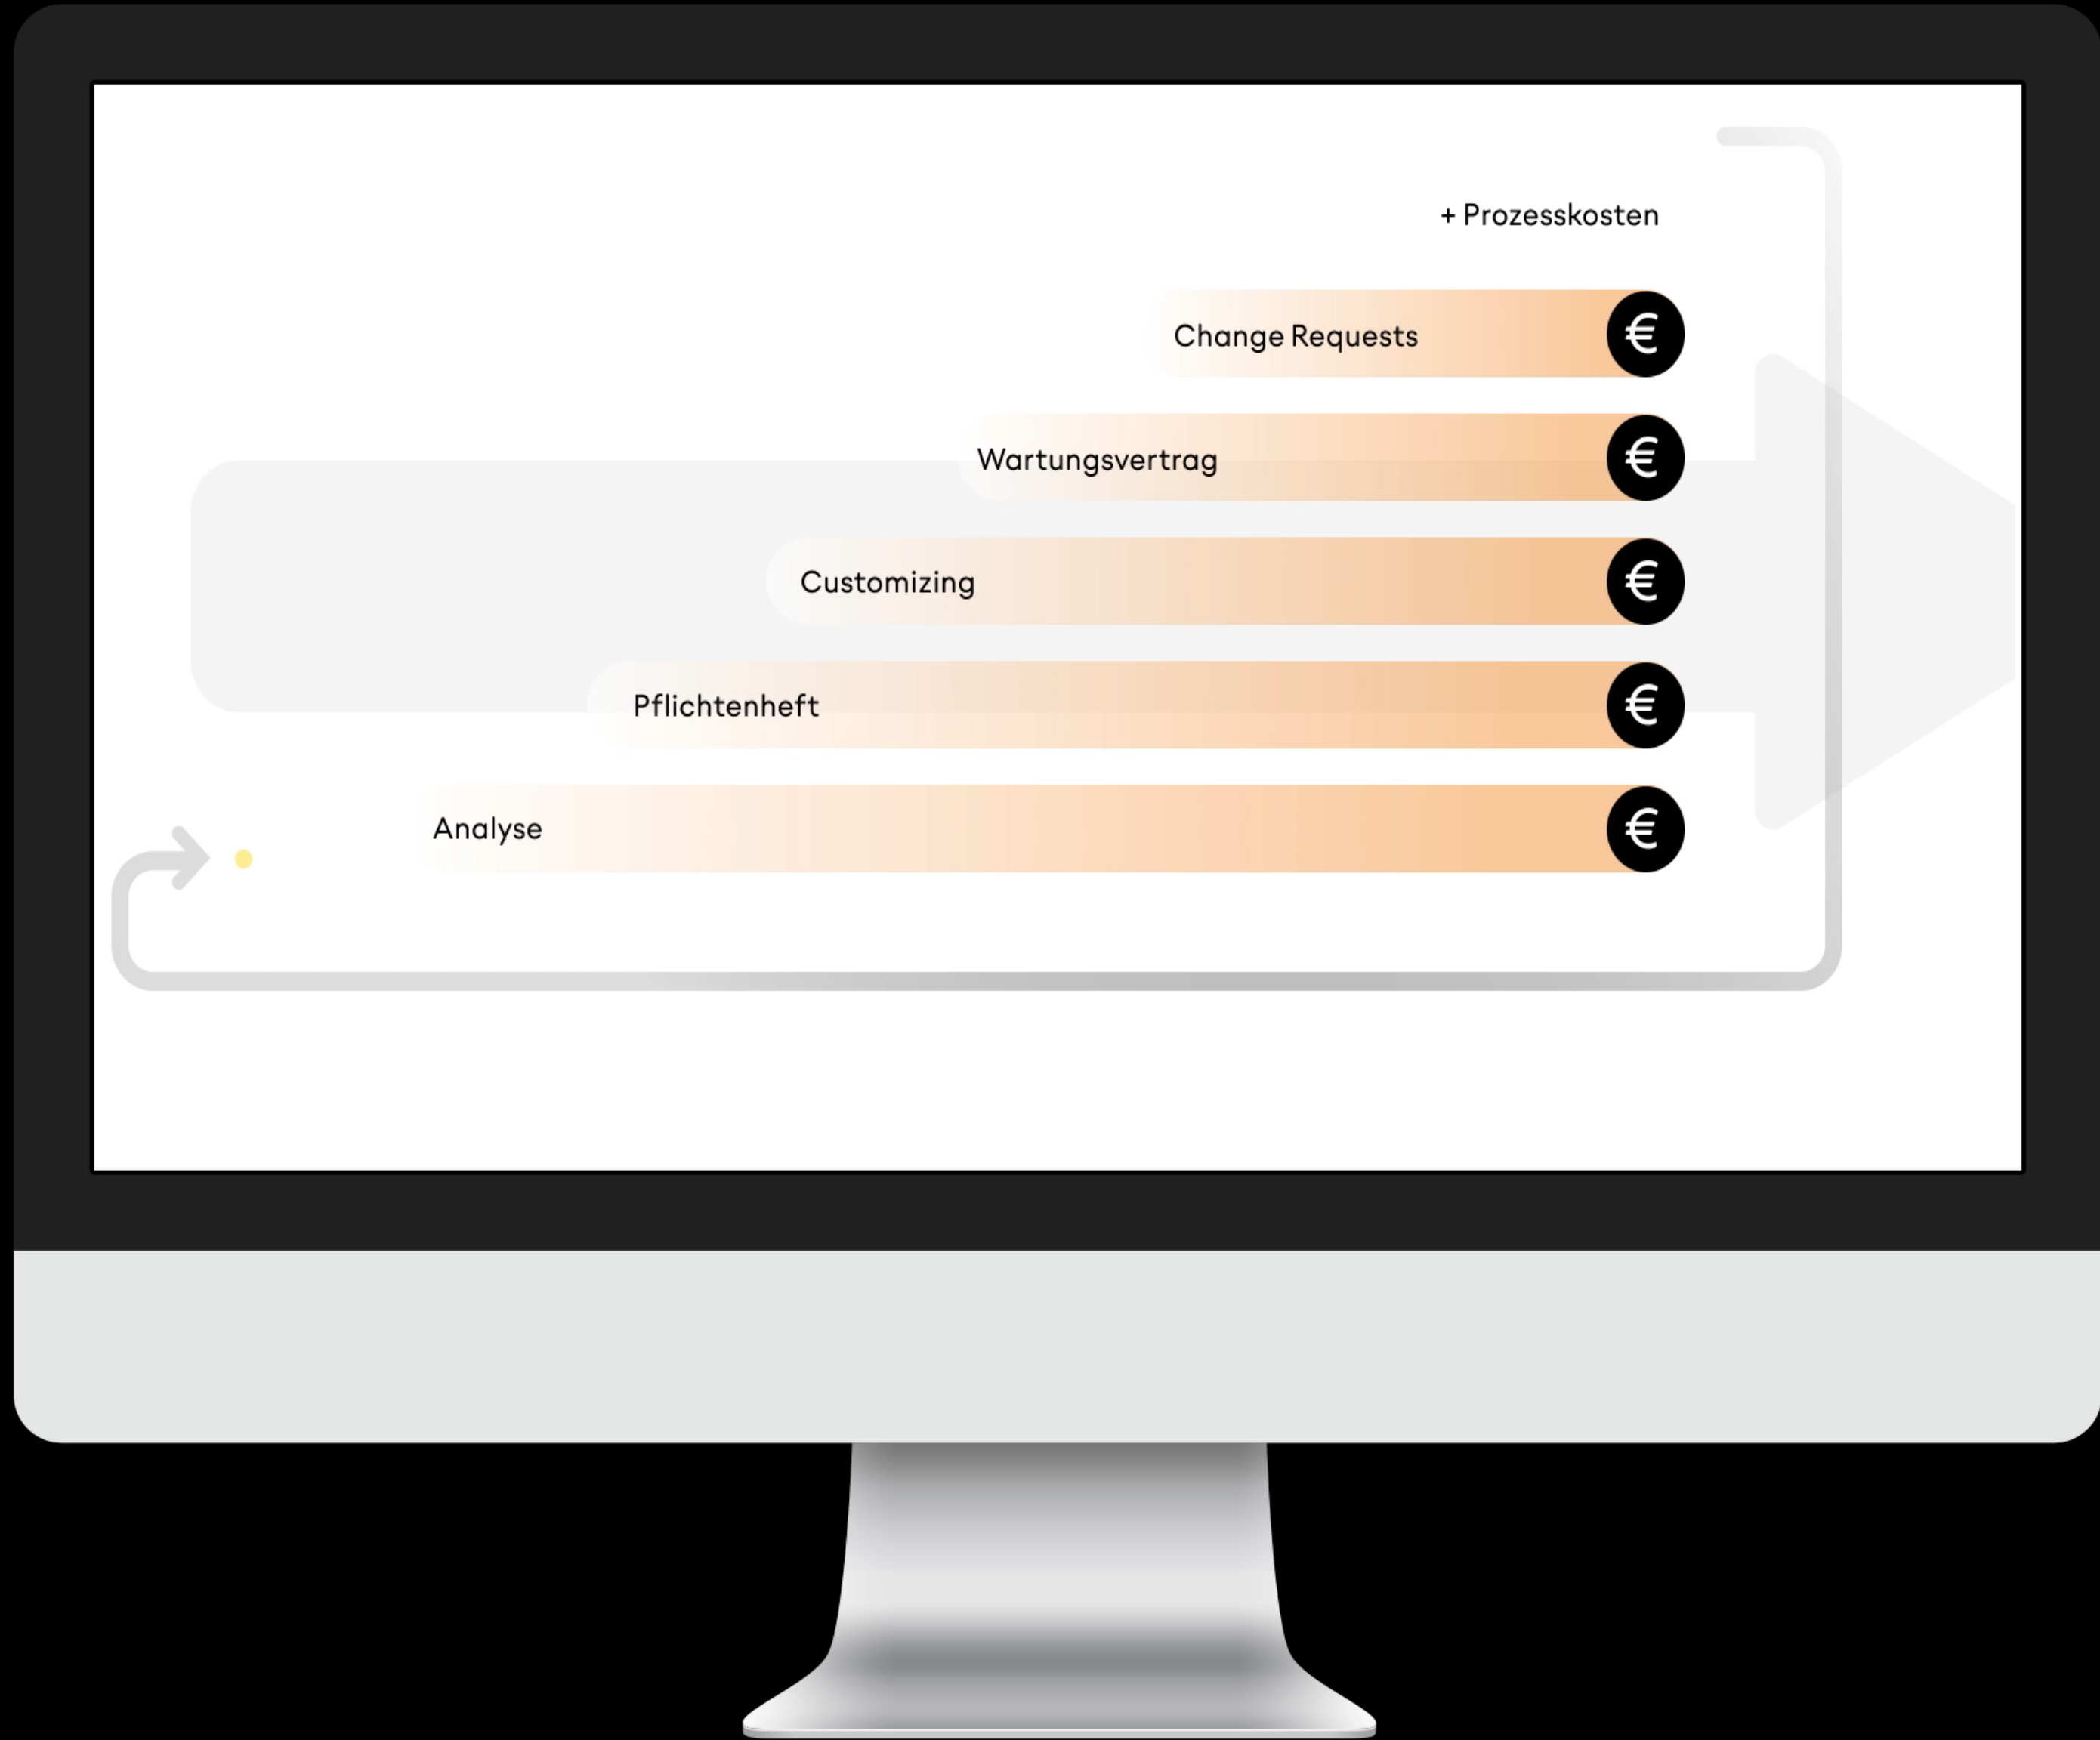 + Prozesskosten
Change Requests
€
Wartungsvertrag
€
Customizing
€
Pflichtenheft
€
Analyse
€